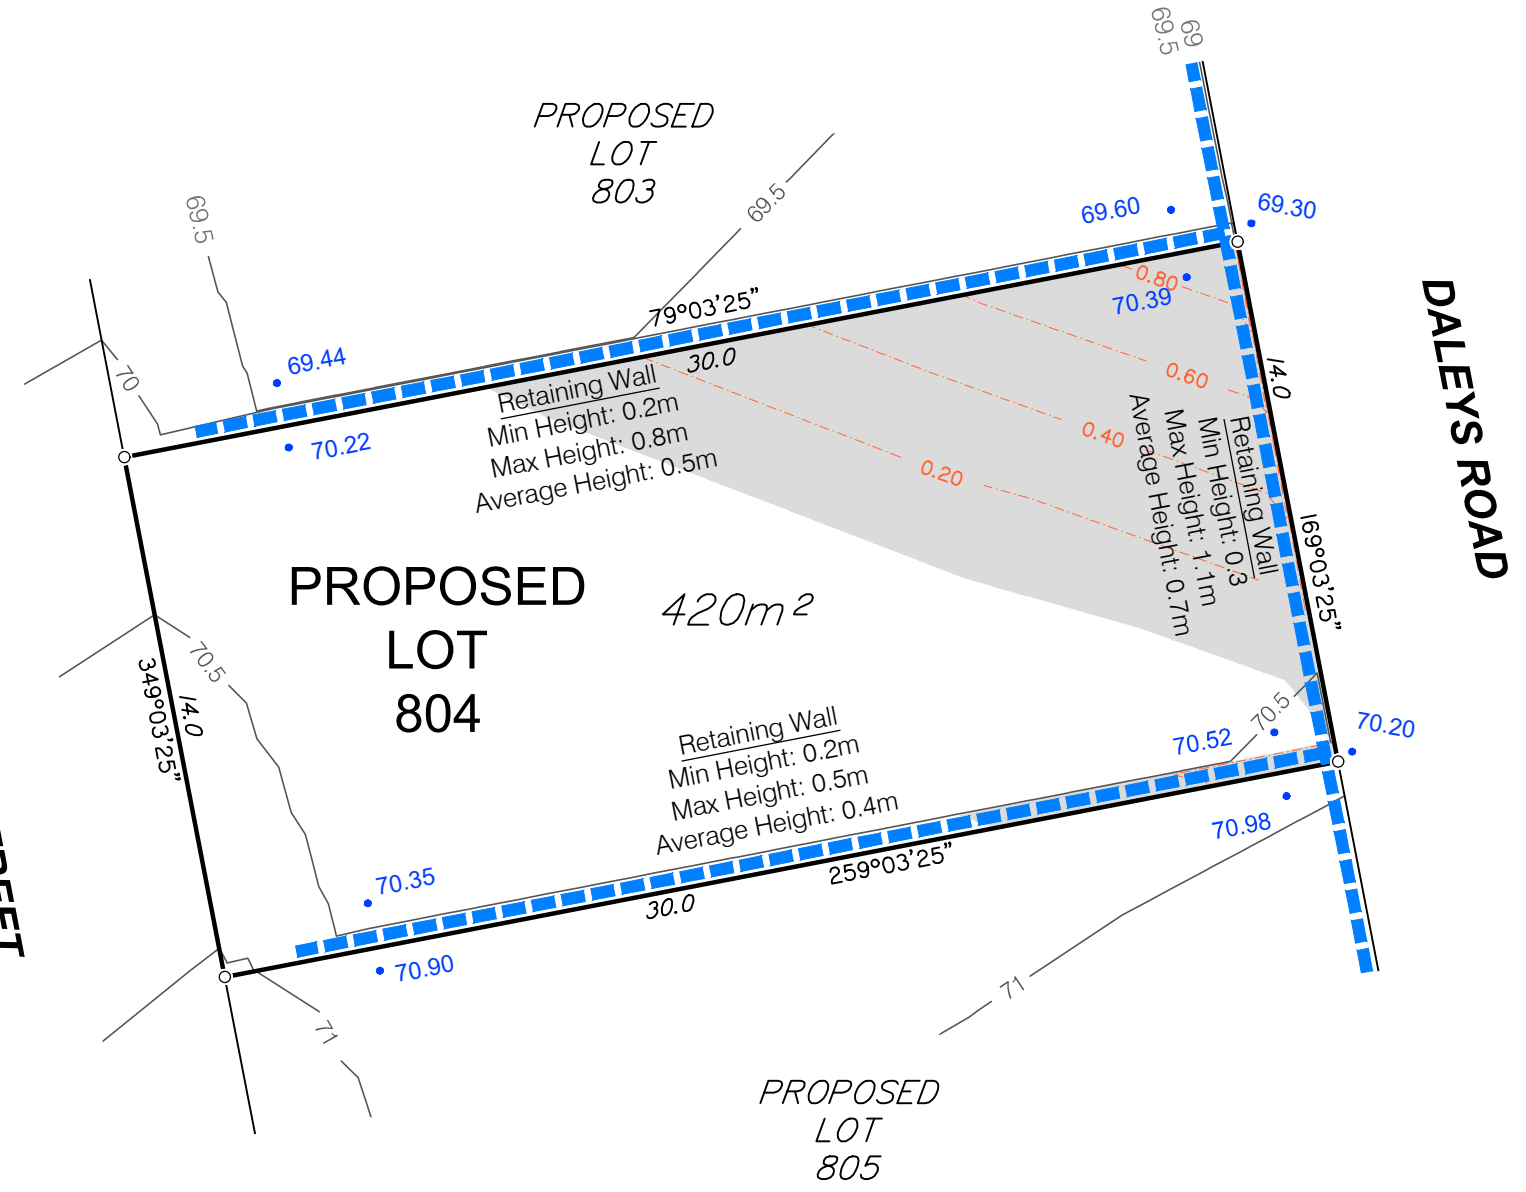 69
69.5
PROPOSED
LOT
803
69.5
69.5
69.60
69.30
70
69.44
70.22
79°03'25"
30.0
0.80
70.39
0.60
0.40
0.20
14.0
DALEYS ROAD
Retaining Wall
Min Height: 0.2m
Max Height: 0.8m
Average Height: 0.5m
Retaining Wall
Min Height: 0.3
Max Height: 1.1m
Average Height: 0.7m
169°03'25"
PROPOSED
LOT
804
420m²
70.5
349°03'25"
14.0
Retaining Wall
Min Height: 0.2m
Max Height: 0.5m
Average Height: 0.4m
70.5
70.52
70.20
70.98
70.35
70.90
259°03'25"
30.0
71
71
PROPOSED
LOT
805